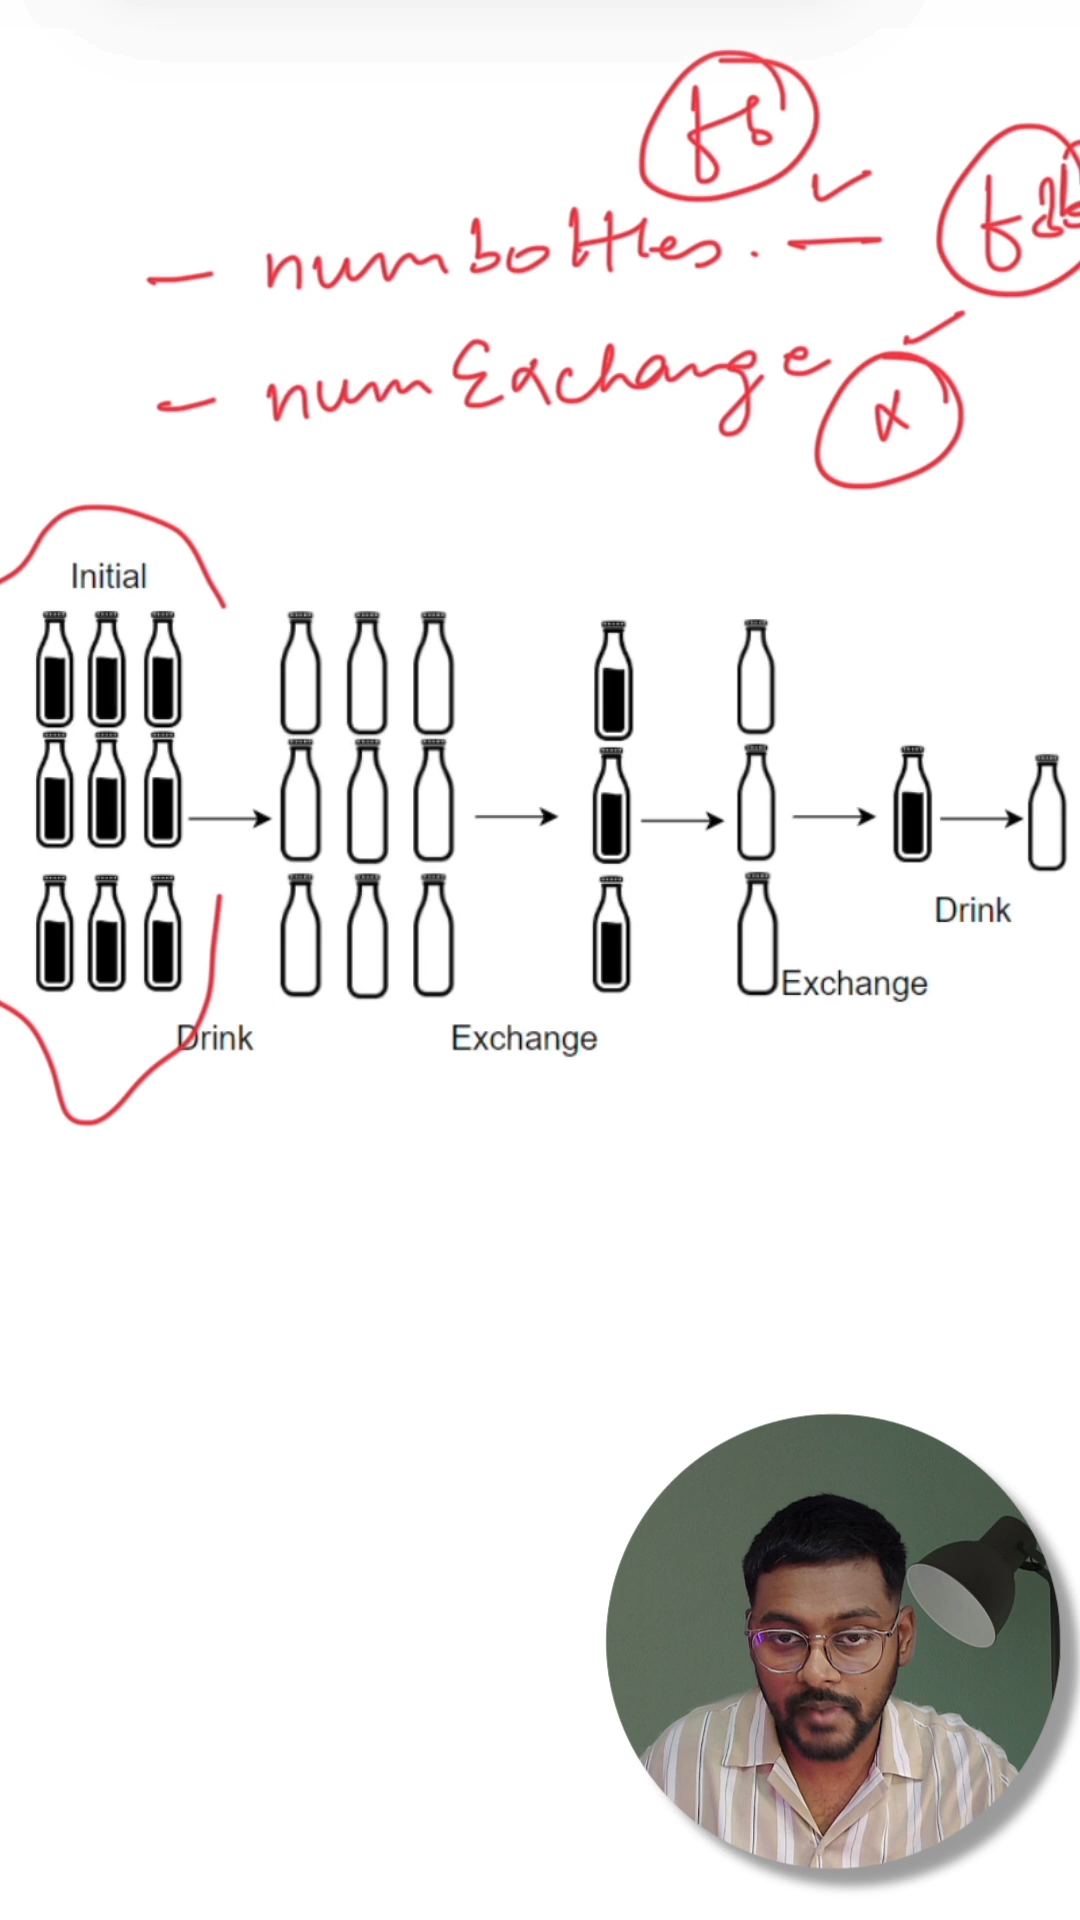 — numbottles. —
- numExchange
Initial
Drink
Exchange
Drink Exchange